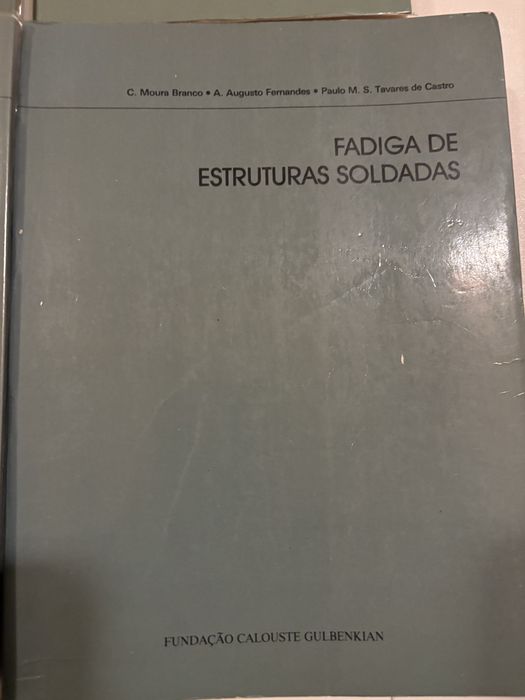 C. Moura Branco • A. Augusto Fernandes • Paulo M. S. Tavares de Castro
FADIGA DE
ESTRUTURAS SOLDADAS
FUNDAÇÃO CALOUSTE GULBENKIAN